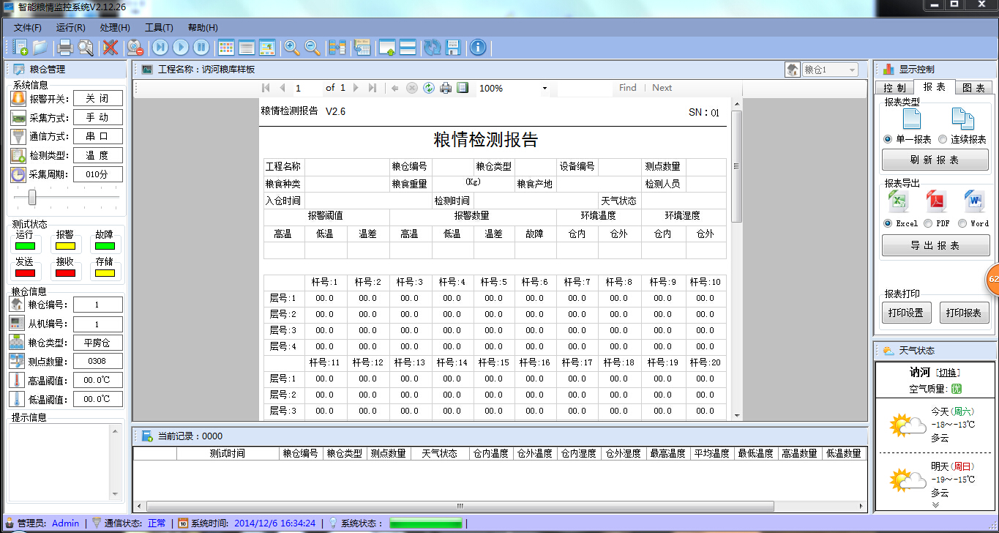 智能粮情监控系统V2.12.26
文件(F) 运行(R) 处理(H) 工具(T) 帮助(H)
粮仓管理
系统信息
报警开关: 关 闭
采集方式: 手 动
通信方式: 串 口
检测类型: 温 度
采集周期: 010分
测试状态
运行 报警 故障
发送 接收 存储
粮仓信息
粮仓编号: 1
从机编号: 1
粮仓类型: 平房仓
测点数量: 0308
高温阈值: 00.0℃
低温阈值: 00.0℃
提示信息
工程名称：讷河粮库样板 粮仓1
1 of 1 100% Find Next
粮情检测报告 V2.6 SN：01
粮情检测报告
工程名称 粮仓编号 粮仓类型 设备编号 测点数量
粮食种类 粮食重量 (Kg) 粮食产地 检测人员
入仓时间 检测时间 天气状态
报警阈值 报警数量 环境温度 环境湿度
高温 低温 温差 高温 低温 温差 故障 仓内 仓外 仓内 仓外
杆号:1 杆号:2 杆号:3 杆号:4 杆号:5 杆号:6 杆号:7 杆号:8 杆号:9 杆号:10
层号:1 00.0 00.0 00.0 00.0 00.0 00.0 00.0 00.0 00.0 00.0
层号:2 00.0 00.0 00.0 00.0 00.0 00.0 00.0 00.0 00.0 00.0
层号:3 00.0 00.0 00.0 00.0 00.0 00.0 00.0 00.0 00.0 00.0
层号:4 00.0 00.0 00.0 00.0 00.0 00.0 00.0 00.0 00.0 00.0
杆号:11 杆号:12 杆号:13 杆号:14 杆号:15 杆号:16 杆号:17 杆号:18 杆号:19 杆号:20
层号:1 00.0 00.0 00.0 00.0 00.0 00.0 00.0 00.0 00.0 00.0
层号:2 00.0 00.0 00.0 00.0 00.0 00.0 00.0 00.0 00.0 00.0
层号:3 00.0 00.0 00.0 00.0 00.0 00.0 00.0 00.0 00.0 00.0
当前记录：0000
测试时间 粮仓编号 粮仓类型 测点数量 天气状态 仓内温度 仓外温度 仓内湿度 仓外湿度 最高温度 平均温度 最低温度 高温数量 低温数量
显示控制
控 制 报 表 图 表
报表类型
单一报表 连续报表
刷 新 报 表
报表导出
Excel PDF Word
导 出 报 表
62
报表打印
打印设置 打印报表
天气状态
讷河 [切换]
空气质量: 优
今天(周六)
-18～-13℃
多云
明天(周日)
-19～-15℃
多云
管理员: Admin 通信状态: 正常 系统时间: 2014/12/6 16:34:24 系统状态：